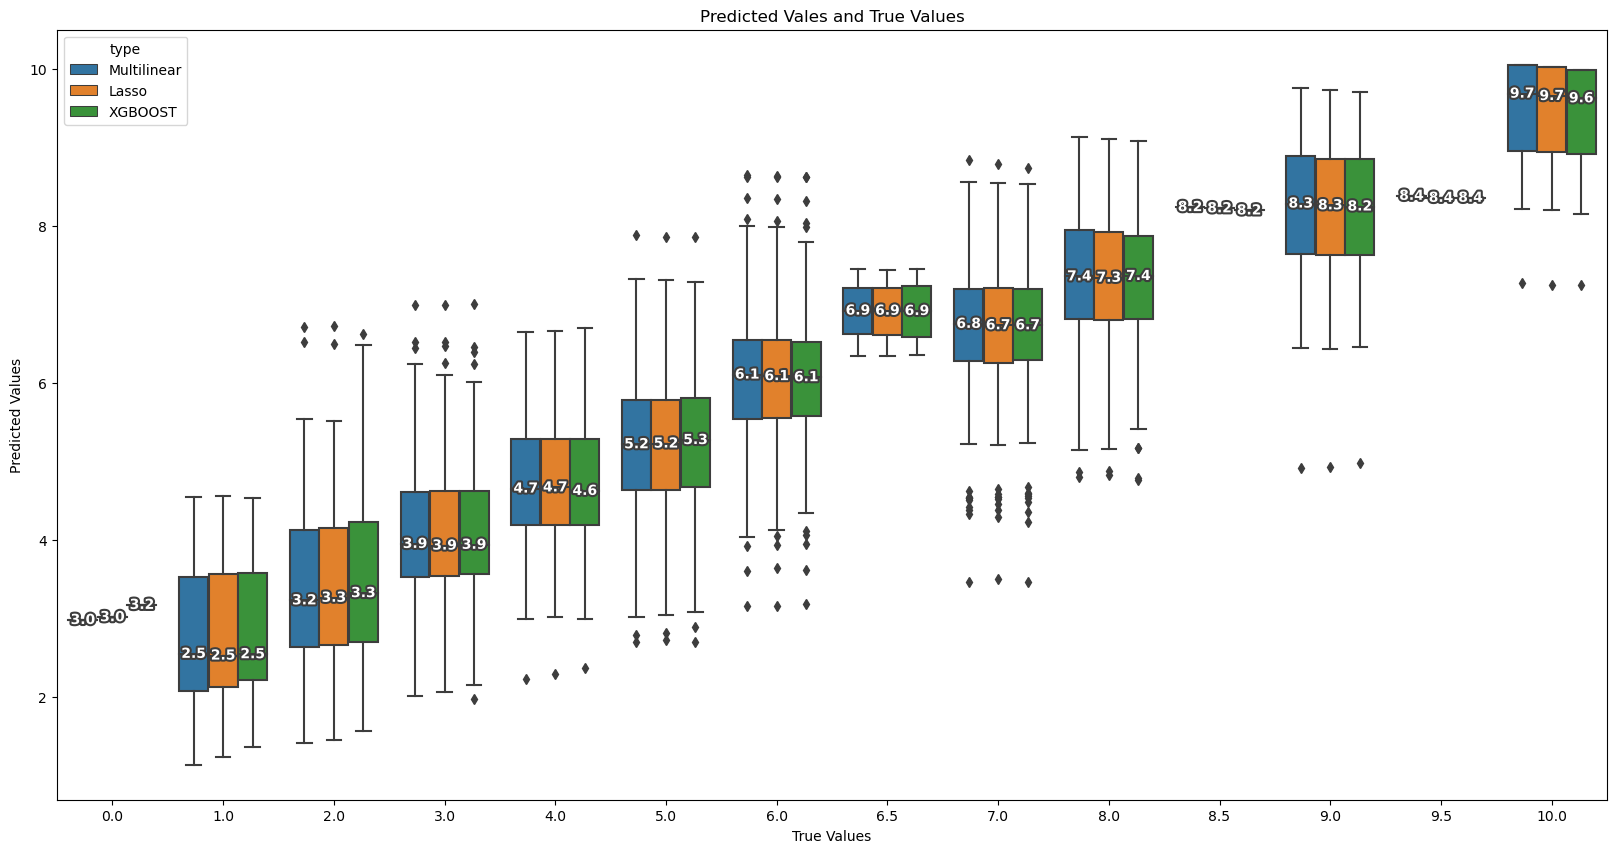 Predicted Vales and True Values
type
Multilinear
Lasso
XGBOOST
Predicted Values
10
8
6
4
2
3.0 3.0 3.2
2.5 2.5 2.5
3.2 3.3 3.3
3.9 3.9 3.9
4.7 4.7 4.6
5.2 5.2 5.3
6.1 6.1 6.1
6.9 6.9 6.9
6.8 6.7 6.7
7.4 7.3 7.4
8.2 8.2 8.2
8.3 8.3 8.2
8.4 8.4 8.4
9.7 9.7 9.6
0.0 1.0 2.0 3.0 4.0 5.0 6.0 6.5 7.0 8.0 8.5 9.0 9.5 10.0
True Values